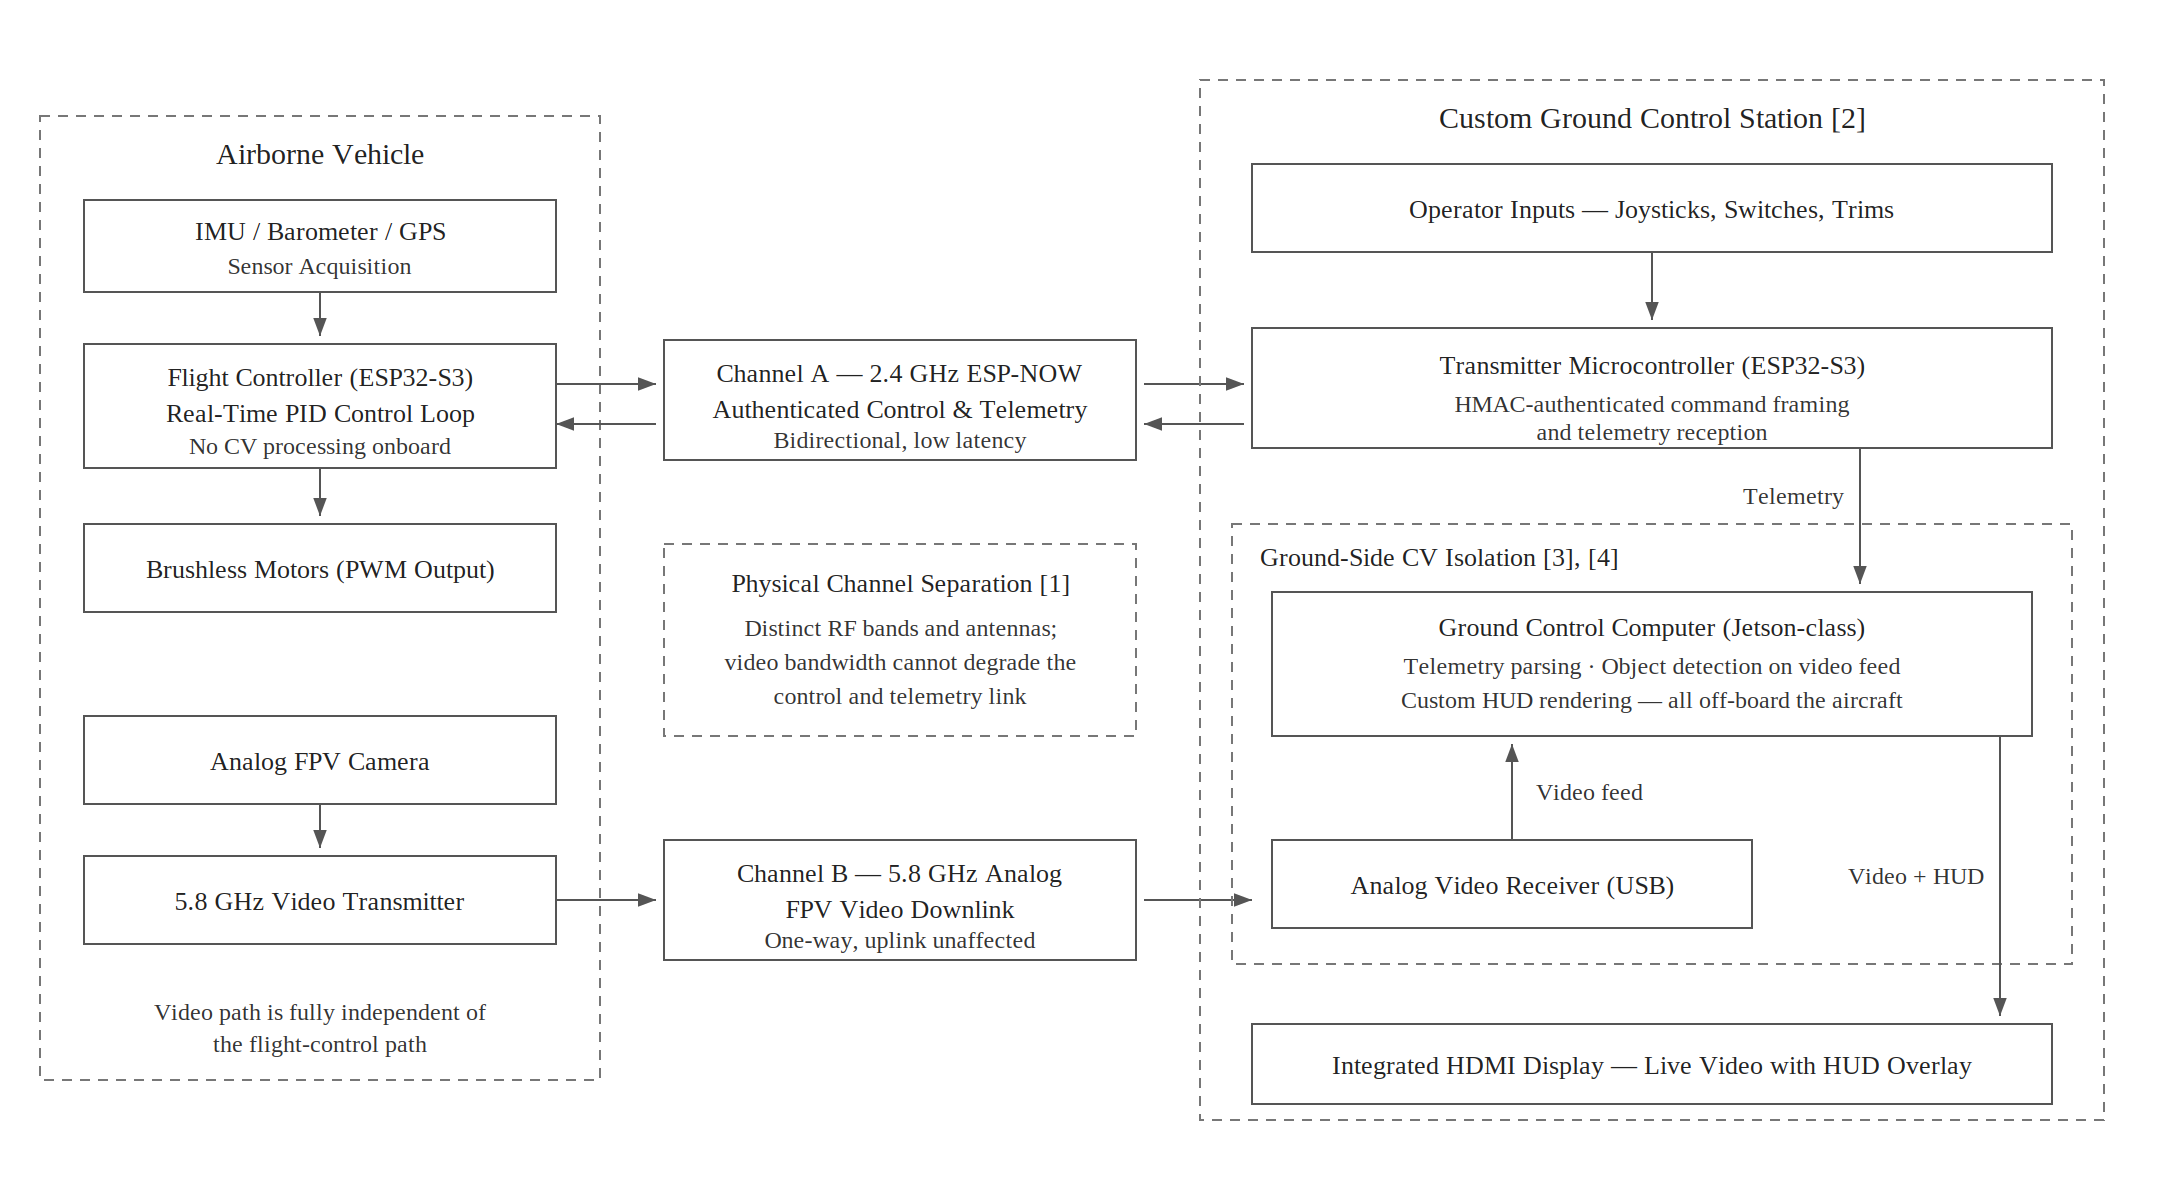 Airborne Vehicle
IMU / Barometer / GPS
Sensor Acquisition
Flight Controller (ESP32-S3)
Real-Time PID Control Loop
No CV processing onboard
Brushless Motors (PWM Output)
Analog FPV Camera
5.8 GHz Video Transmitter
Video path is fully independent of
the flight-control path
Channel A — 2.4 GHz ESP-NOW
Authenticated Control & Telemetry
Bidirectional, low latency
Physical Channel Separation [1]
Distinct RF bands and antennas;
video bandwidth cannot degrade the
control and telemetry link
Channel B — 5.8 GHz Analog
FPV Video Downlink
One-way, uplink unaffected
Custom Ground Control Station [2]
Operator Inputs — Joysticks, Switches, Trims
Transmitter Microcontroller (ESP32-S3)
HMAC-authenticated command framing
and telemetry reception
Telemetry
Ground-Side CV Isolation [3], [4]
Ground Control Computer (Jetson-class)
Telemetry parsing · Object detection on video feed
Custom HUD rendering — all off-board the aircraft
Video feed
Analog Video Receiver (USB)
Video + HUD
Integrated HDMI Display — Live Video with HUD Overlay